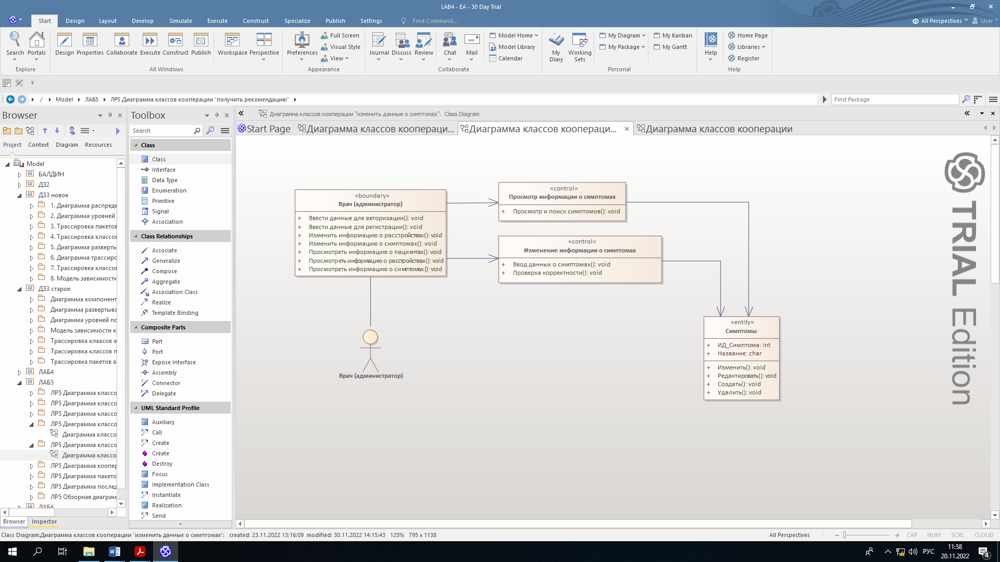 LAB4 - EA - 30 Day Trial
Start Design Layout Develop Simulate Execute Construct Specialize Publish Settings Find Command... All Perspectives User
Search Portals Design Properties Collaborate Execute Construct Publish Workspace Perspective Preferences Full Screen Journal Discuss Review Chat Mail Model Home My Diary Working Sets My Diagram My Kanban Help Home Page
Visual Style Model Library My Package My Gantt Libraries
View Calendar Register
Explore All Windows Appearance Collaborate Personal Help
/ Model ЛАБ5 ЛР5 Диаграмма классов кооперации "получить рекомендацию" Find Package
Browser
Project Context Diagram Resources
Model
БАЛДИН
ДЗ2
ДЗ3 новое
1. Диаграмма распреде
2. Диаграмма уровней
3. Трассировка пакетов
4. Трассировка классов
5. Диаграмма разверть
6. Диаграмма трассирс
7. Трассировка классов
8. Модель зависимости
ДЗ3 старое
Диаграмма компонент
Диаграмма развертыва
Диаграмма уровней по
Модель зависимости к
Трассировка клаасов а
Трассировка классов п
Трассировка пакетов а
ЛАБ4
ЛАБ5
ЛР5 Диаграмма классо
ЛР5 Диаграмма классо
ЛР5 Диаграмма классо
ЛР5 Диаграмма классо
Диаграмма классо
ЛР5 Диаграмма классо
Диаграмма классо
ЛР5 Диаграмма коопер
ЛР5 Диаграмма пакето
ЛР5 Диаграмма послед
ЛР5 Обзорная диаграм
ЛАБ6
Browser Inspector
Toolbox
Search
Class
Class
Interface
Data Type
Enumeration
Primitive
Signal
Association
Class Relationships
Associate
Generalize
Compose
Aggregate
Association Class
Realize
Template Binding
Composite Parts
Part
Port
Expose Interface
Assembly
Connector
Delegate
UML Standard Profile
Auxiliary
Call
Create
Create
Destroy
Focus
Implementation Class
Instantiate
Realization
Send
Диаграмма классов кооперации "изменить данные о симптомах". Class Diagram
Start Page Диаграмма классов коопераци... Диаграмма классов коопераци... Диаграмма классов кооперации
«boundary»
Врач (администратор)
+ Ввести данные для авторизации(): void
+ Ввести данные для регистрации(): void
+ Изменить информацию о расстройствах(): void
+ Изменить информацию о симптомах(): void
+ Просмотреть информацию о пациентах(): void
+ Просмотреть информацию о расстройствах(): void
+ Просмотреть информацию о симптомах(): void
«control»
Просмотр информации о симптомах
+ Просмотр и поиск симптомов(): void
«control»
Изменение информации о симптомах
+ Ввод данных о симптомах(): void
+ Проверка корректности(): void
Врач (администратор)
«entity»
Симптомы
+ ИД_Симптома: int
+ Название: char
+ Изменить(): void
+ Редактировать(): void
+ Создать(): void
+ Удалить(): void
TRIAL Edition
Class Diagram:Диаграмма классов кооперации "изменить данные о симптомах": created: 23.11.2022 13:16:09 modified: 30.11.2022 14:15:43 125% 795 x 1138 All Perspectives CAP NUM SCRL CLOUD
РУС 11:58
20.11.2022
4